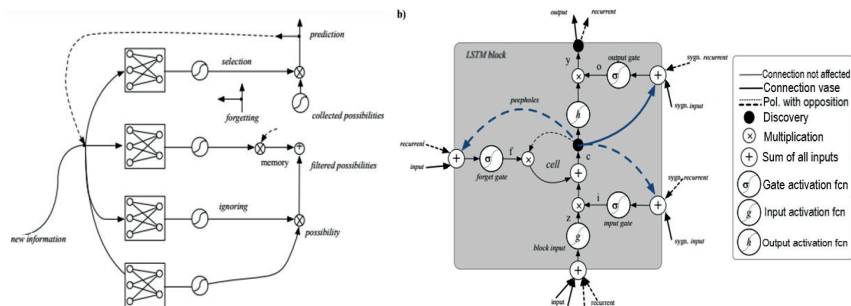 prediction
selection
collected possibilities
forgetting
memory
filtered possibilities
ignoring
new information
possibility
b)
output
recurrent
LSTM block
output gate
y
o
σ
sygn. recurrent
sygn. input
peepholes
h
recurrent
input
f
σ
forget gate
cell
c
sygn. recurrent
i
σ
input gate
sygn. input
z
g
block input
input
recurrent
Legend
Connection not affected
Connection vase
Pol. with opposition
Discovery
Multiplication
Sum of all inputs
σ Gate activation fcn
g Input activation fcn
h Output activation fcn